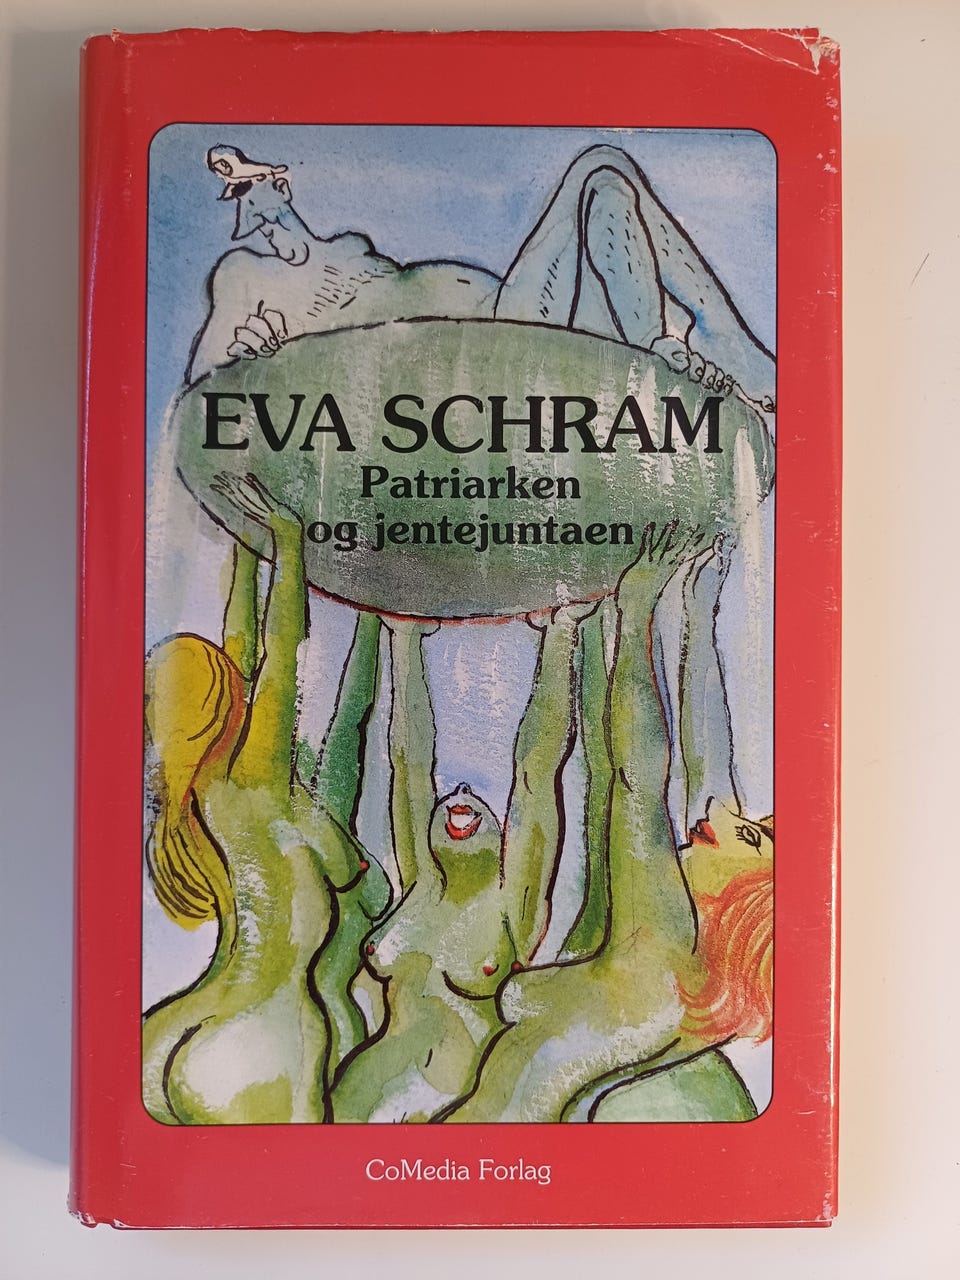 EVA SCHRAM
Patriarken
og jentejuntaen
CoMedia Forlag